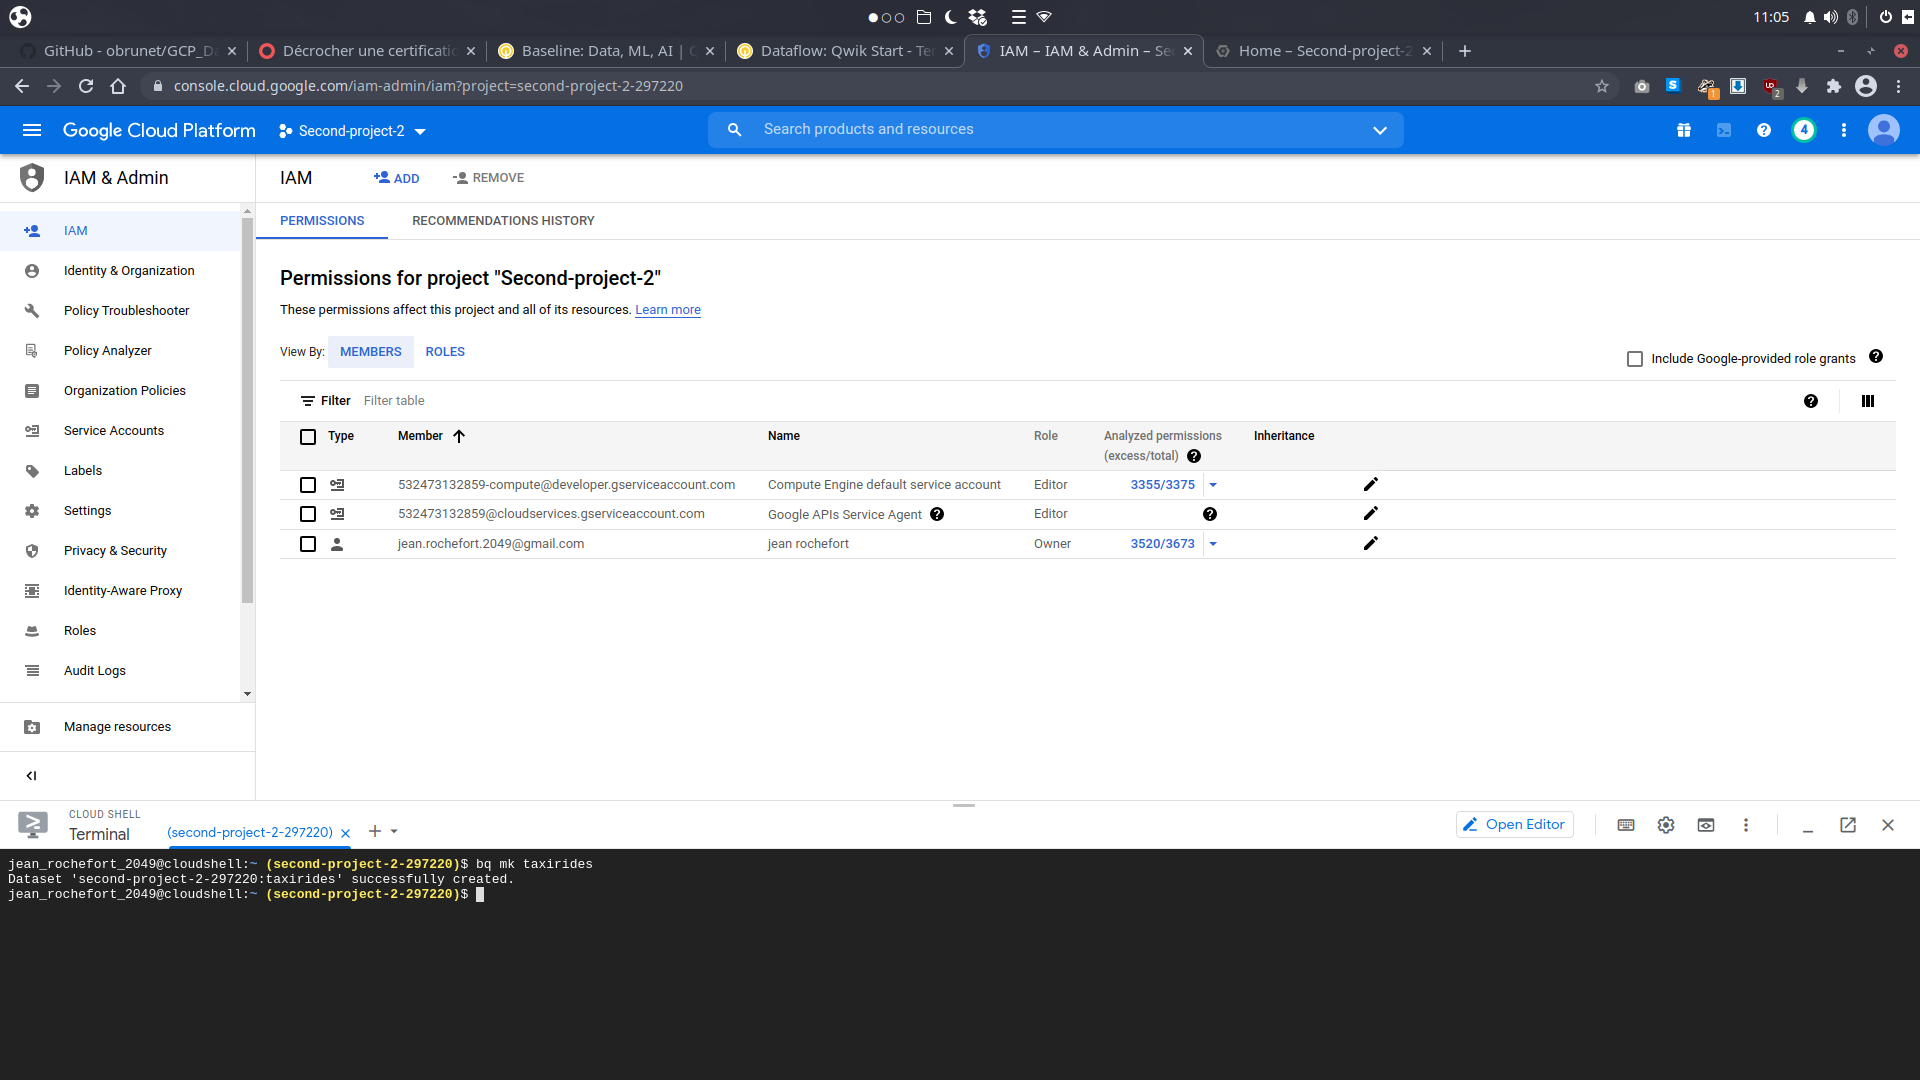 11:05
GitHub - obrunet/GCP_Da
Décrocher une certificatio
Baseline: Data, ML, AI | Q
Dataflow: Qwik Start - Tem
IAM – IAM & Admin – Sec
Home – Second-project-2
console.cloud.google.com/iam-admin/iam?project=second-project-2-297220
1
2
Google Cloud Platform
Second-project-2
Search products and resources
4
IAM & Admin
IAM
ADD
REMOVE
PERMISSIONS
RECOMMENDATIONS HISTORY
IAM
Identity & Organization
Policy Troubleshooter
Policy Analyzer
Organization Policies
Service Accounts
Labels
Settings
Privacy & Security
Identity-Aware Proxy
Roles
Audit Logs
Manage resources
Permissions for project "Second-project-2"
These permissions affect this project and all of its resources. Learn more
View By: MEMBERS ROLES
Include Google-provided role grants
Filter Filter table
Type Member Name Role Analyzed permissions (excess/total) Inheritance
532473132859-compute@developer.gserviceaccount.com Compute Engine default service account Editor 3355/3375
532473132859@cloudservices.gserviceaccount.com Google APIs Service Agent Editor
jean.rochefort.2049@gmail.com jean rochefort Owner 3520/3673
CLOUD SHELL
Terminal
(second-project-2-297220)
Open Editor
jean_rochefort_2049@cloudshell:~ (second-project-2-297220)$ bq mk taxirides
Dataset 'second-project-2-297220:taxirides' successfully created.
jean_rochefort_2049@cloudshell:~ (second-project-2-297220)$